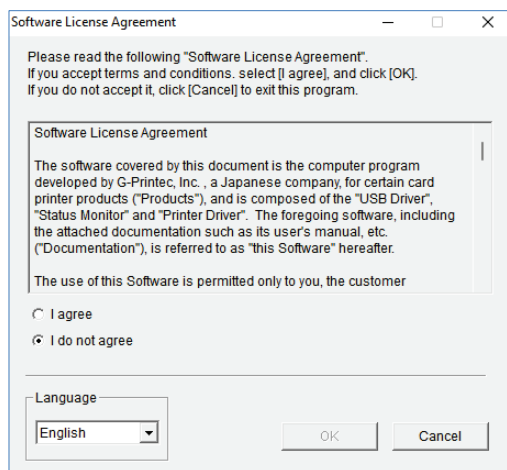 Software License Agreement
Please read the following "Software License Agreement".
If you accept terms and conditions. select [I agree], and click [OK].
If you do not accept it, click [Cancel] to exit this program.
Software License Agreement
The software covered by this document is the computer program
developed by G-Printec, Inc. , a Japanese company, for certain card
printer products ("Products"), and is composed of the "USB Driver",
"Status Monitor" and "Printer Driver".  The foregoing software, including
the attached documentation such as its user's manual, etc.
("Documentation"), is referred to as "this Software" hereafter.
The use of this Software is permitted only to you, the customer
I agree
I do not agree
Language
English
OK
Cancel